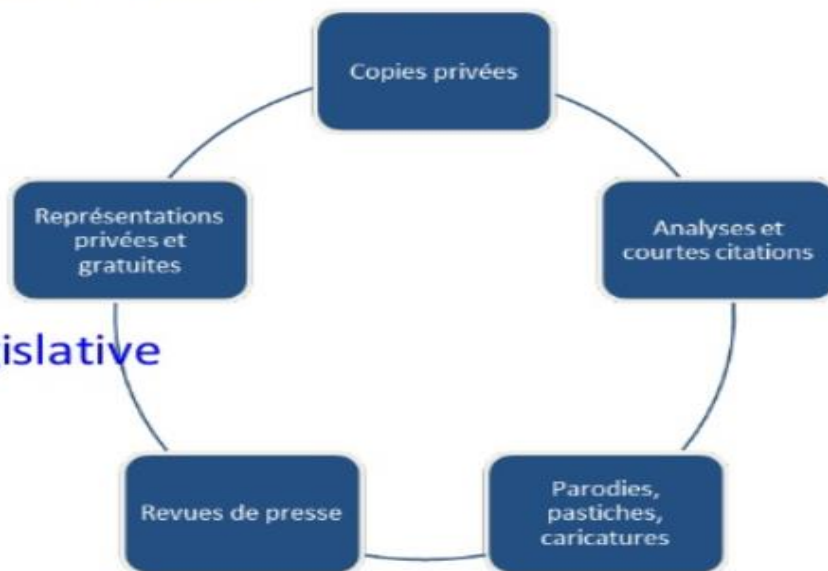 Copies privées
Représentations
privées et
gratuites
Analyses et
courtes citations
islative
Revues de presse
Parodies,
pastiches,
caricatures